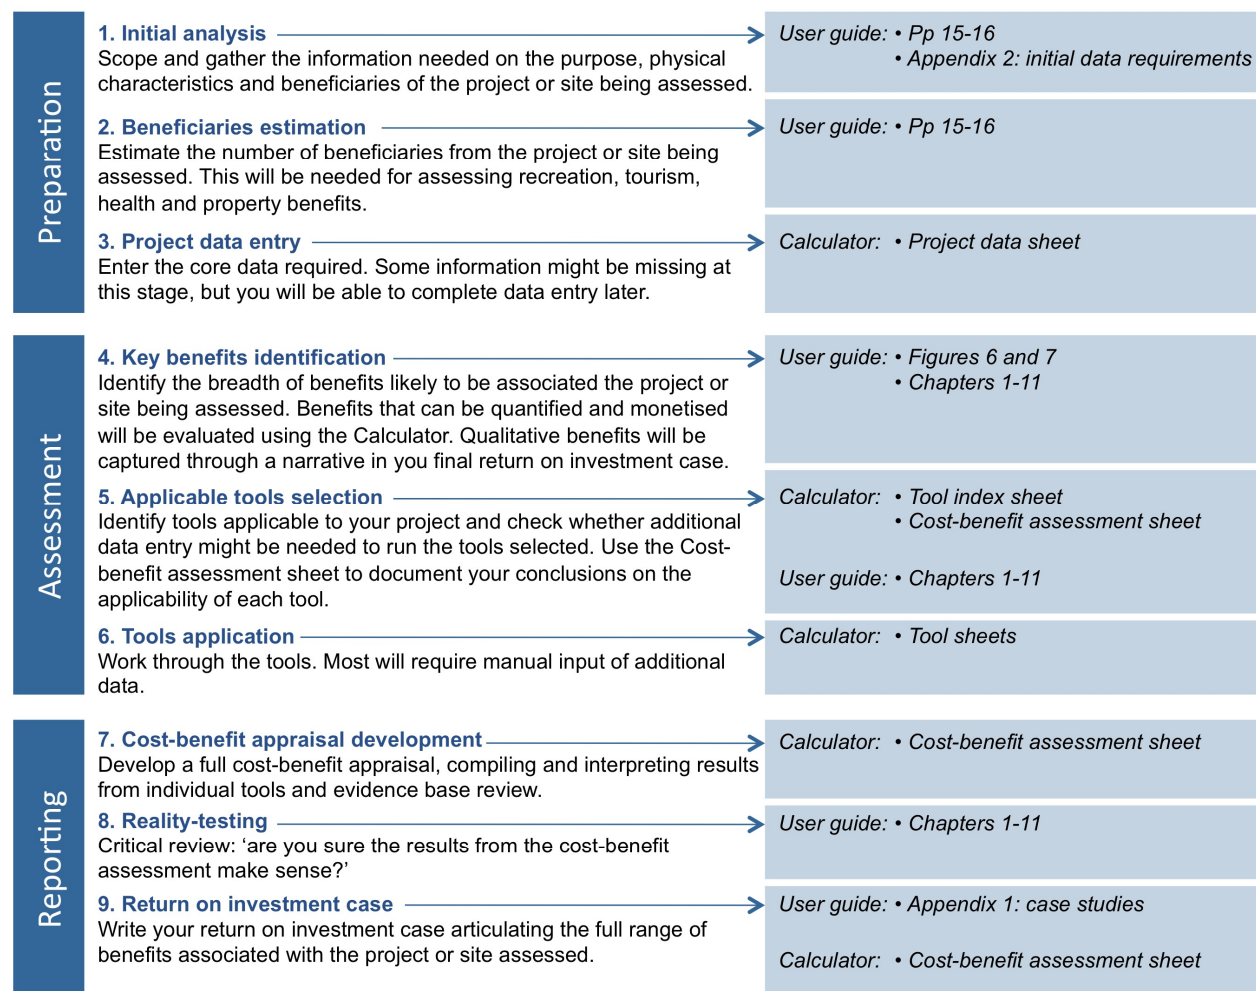 Preparation
1. Initial analysis
Scope and gather the information needed on the purpose, physical
characteristics and beneficiaries of the project or site being assessed.
User guide: • Pp 15-16
• Appendix 2: initial data requirements
2. Beneficiaries estimation
Estimate the number of beneficiaries from the project or site being
assessed. This will be needed for assessing recreation, tourism,
health and property benefits.
User guide: • Pp 15-16
3. Project data entry
Enter the core data required. Some information might be missing at
this stage, but you will be able to complete data entry later.
Calculator: • Project data sheet
Assessment
4. Key benefits identification
Identify the breadth of benefits likely to be associated the project or
site being assessed. Benefits that can be quantified and monetised
will be evaluated using the Calculator. Qualitative benefits will be
captured through a narrative in you final return on investment case.
User guide: • Figures 6 and 7
• Chapters 1-11
5. Applicable tools selection
Identify tools applicable to your project and check whether additional
data entry might be needed to run the tools selected. Use the Cost-
benefit assessment sheet to document your conclusions on the
applicability of each tool.
Calculator: • Tool index sheet
• Cost-benefit assessment sheet
User guide: • Chapters 1-11
6. Tools application
Work through the tools. Most will require manual input of additional
data.
Calculator: • Tool sheets
Reporting
7. Cost-benefit appraisal development
Develop a full cost-benefit appraisal, compiling and interpreting results
from individual tools and evidence base review.
Calculator: • Cost-benefit assessment sheet
8. Reality-testing
Critical review: ‘are you sure the results from the cost-benefit
assessment make sense?’
User guide: • Chapters 1-11
9. Return on investment case
Write your return on investment case articulating the full range of
benefits associated with the project or site assessed.
User guide: • Appendix 1: case studies
Calculator: • Cost-benefit assessment sheet